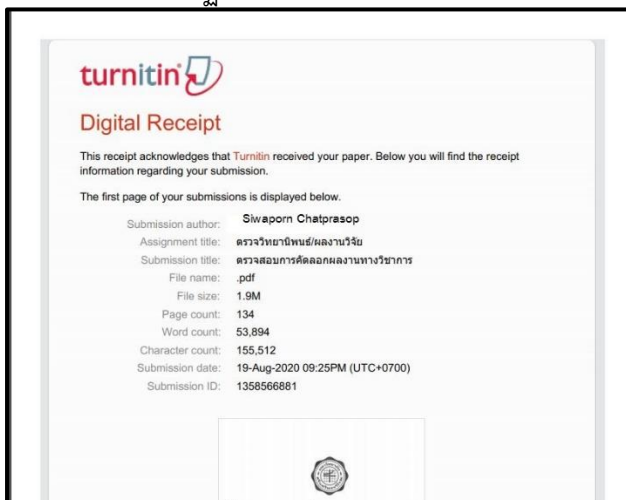 turnitin
Digital Receipt
This receipt acknowledges that Turnitin received your paper. Below you will find the receipt
information regarding your submission.
The first page of your submissions is displayed below.
Submission author: Siwaporn Chatprasop
Assignment title: ตรวจวิทยานิพนธ์/ผลงานวิจัย
Submission title: ตรวจสอบการคัดลอกผลงานทางวิชาการ
File name: .pdf
File size: 1.9M
Page count: 134
Word count: 53,894
Character count: 155,512
Submission date: 19-Aug-2020 09:25PM (UTC+0700)
Submission ID: 1358566881